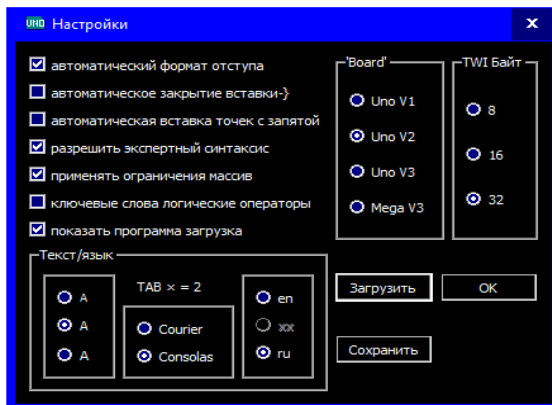 UHD Настройки x
автоматический формат отступа
автоматическое закрытие вставки-}
автоматическая вставка точек с запятой
разрешить экспертный синтаксис
применять ограничения массив
ключевые слова логические операторы
показать программа загрузка
'Board'
Uno V1
Uno V2
Uno V3
Mega V3
TWI Байт
8
16
32
Текст/язык
A
A
A
TAB × = 2
Courier
Consolas
en
xx
ru
Загрузить
OK
Сохранить